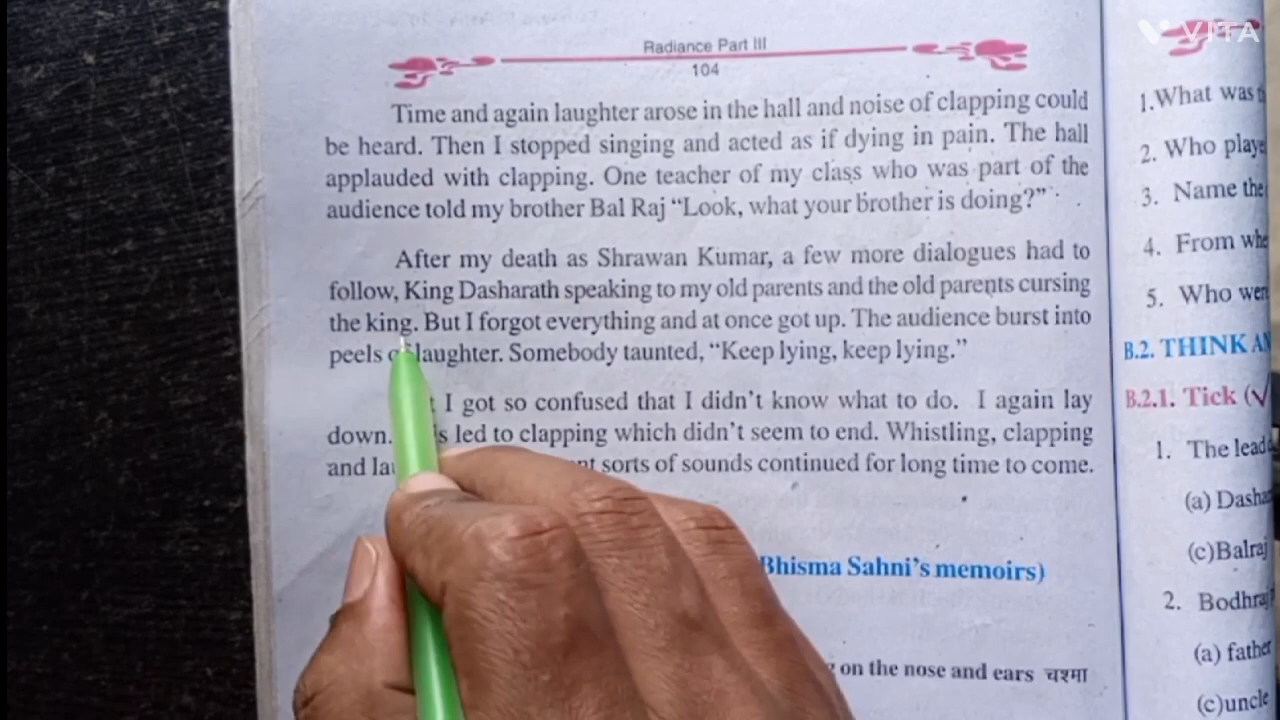 VITA
Radiance Part III
104
Time and again laughter arose in the hall and noise of clapping could
be heard. Then I stopped singing and acted as if dying in pain. The hall
applauded with clapping. One teacher of my class who was part of the
audience told my brother Bal Raj “Look, what your brother is doing?”
After my death as Shrawan Kumar, a few more dialogues had to
follow, King Dasharath speaking to my old parents and the old parents cursing
the king. But I forgot everything and at once got up. The audience burst into
peels laughter. Somebody taunted, “Keep lying, keep lying.”
I got so confused that I didn’t know what to do. I again lay
down. led to clapping which didn’t seem to end. Whistling, clapping
and sorts of sounds continued for long time to come.
Bhisma Sahni’s memoirs)
on the nose and ears चश्मा
1.What was
2. Who
3. Name the
4. From
5. Who
B.2. THINK
B.2.1. Tick (√
1. The
(a)
(c)Balraj
2.
(a) father
(c)uncle